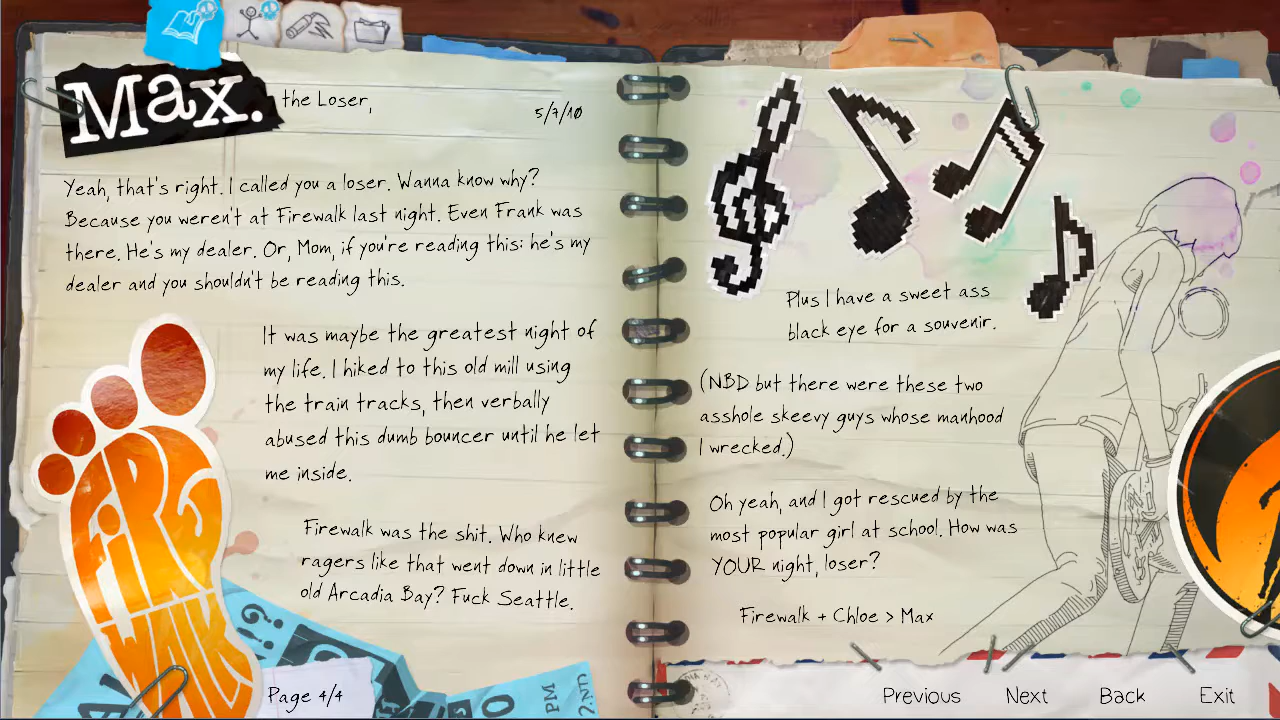 Max. the Loser,
5/7/10
Yeah, that's right. I called you a loser. Wanna know why?
Because you weren't at Firewalk last night. Even Frank was
there. He's my dealer. Or, Mom, if you're reading this: he's my
dealer and you shouldn't be reading this.
It was maybe the greatest night of
my life. I hiked to this old mill using
the train tracks, then verbally
abused this dumb bouncer until he let
me inside.
Firewalk was the shit. Who knew
ragers like that went down in little
old Arcadia Bay? Fuck Seattle.
FIRE
WALK
Page 4/4
PM
Plus I have a sweet ass
black eye for a souvenir.
(NBD but there were these two
asshole skeevy guys whose manhood
I wrecked.)
Oh yeah, and I got rescued by the
most popular girl at school. How was
YOUR night, loser?
Firewalk + Chloe > Max
Previous Next Back Exit